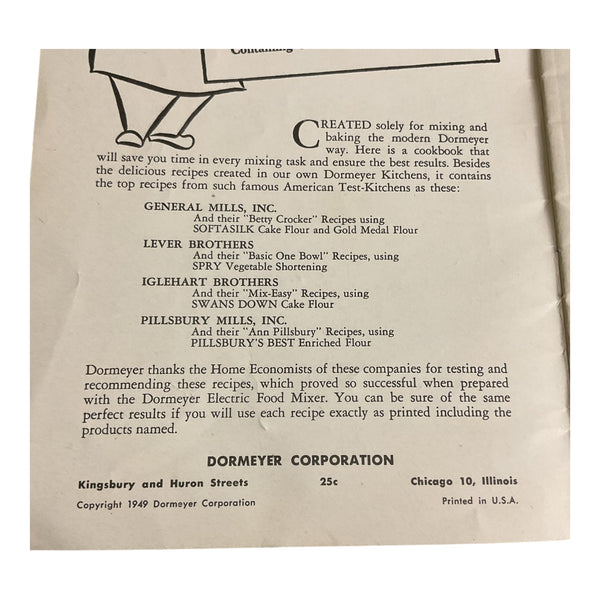 Containing
CREATED solely for mixing and
baking the modern Dormeyer
way. Here is a cookbook that
will save you time in every mixing task and ensure the best results. Besides
the delicious recipes created in our own Dormeyer Kitchens, it contains
the top recipes from such famous American Test-Kitchens as these:
GENERAL MILLS, INC.
And their "Betty Crocker" Recipes using
SOFTASILK Cake Flour and Gold Medal Flour
LEVER BROTHERS
And their "Basic One Bowl" Recipes, using
SPRY Vegetable Shortening
IGLEHART BROTHERS
And their "Mix-Easy" Recipes, using
SWANS DOWN Cake Flour
PILLSBURY MILLS, INC.
And their "Ann Pillsbury" Recipes, using
PILLSBURY'S BEST Enriched Flour
Dormeyer thanks the Home Economists of these companies for testing and
recommending these recipes, which proved so successful when prepared
with the Dormeyer Electric Food Mixer. You can be sure of the same
perfect results if you will use each recipe exactly as printed including the
products named.
DORMEYER CORPORATION
Kingsbury and Huron Streets 25c Chicago 10, Illinois
Copyright 1949 Dormeyer Corporation Printed in U.S.A.